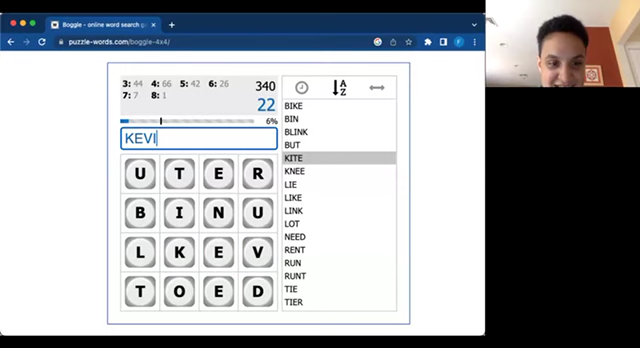 Boggle - online word search g
puzzle-words.com/boggle-4x4/
3: 44 4: 66 5: 42 6: 26
7: 7 8: 1
340
22
6%
KEVI
U T E R
B I N U
L K E V
T O E D
A
Z
BIKE
BIN
BLINK
BUT
KITE
KNEE
LIE
LIKE
LINK
LOT
NEED
RENT
RUN
RUNT
TIE
TIER